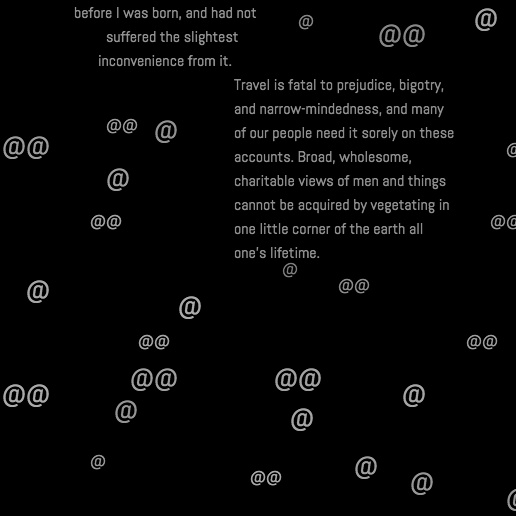 before I was born, and had not
suffered the slightest
inconvenience from it.
@
@@
@
Travel is fatal to prejudice, bigotry,
and narrow-mindedness, and many
of our people need it sorely on these
accounts. Broad, wholesome,
charitable views of men and things
cannot be acquired by vegetating in
one little corner of the earth all
one's lifetime.
@@
@
@@
@
@
@@
@@
@
@@
@
@
@@
@@
@@
@@
@@
@
@
@
@
@@
@
@
@